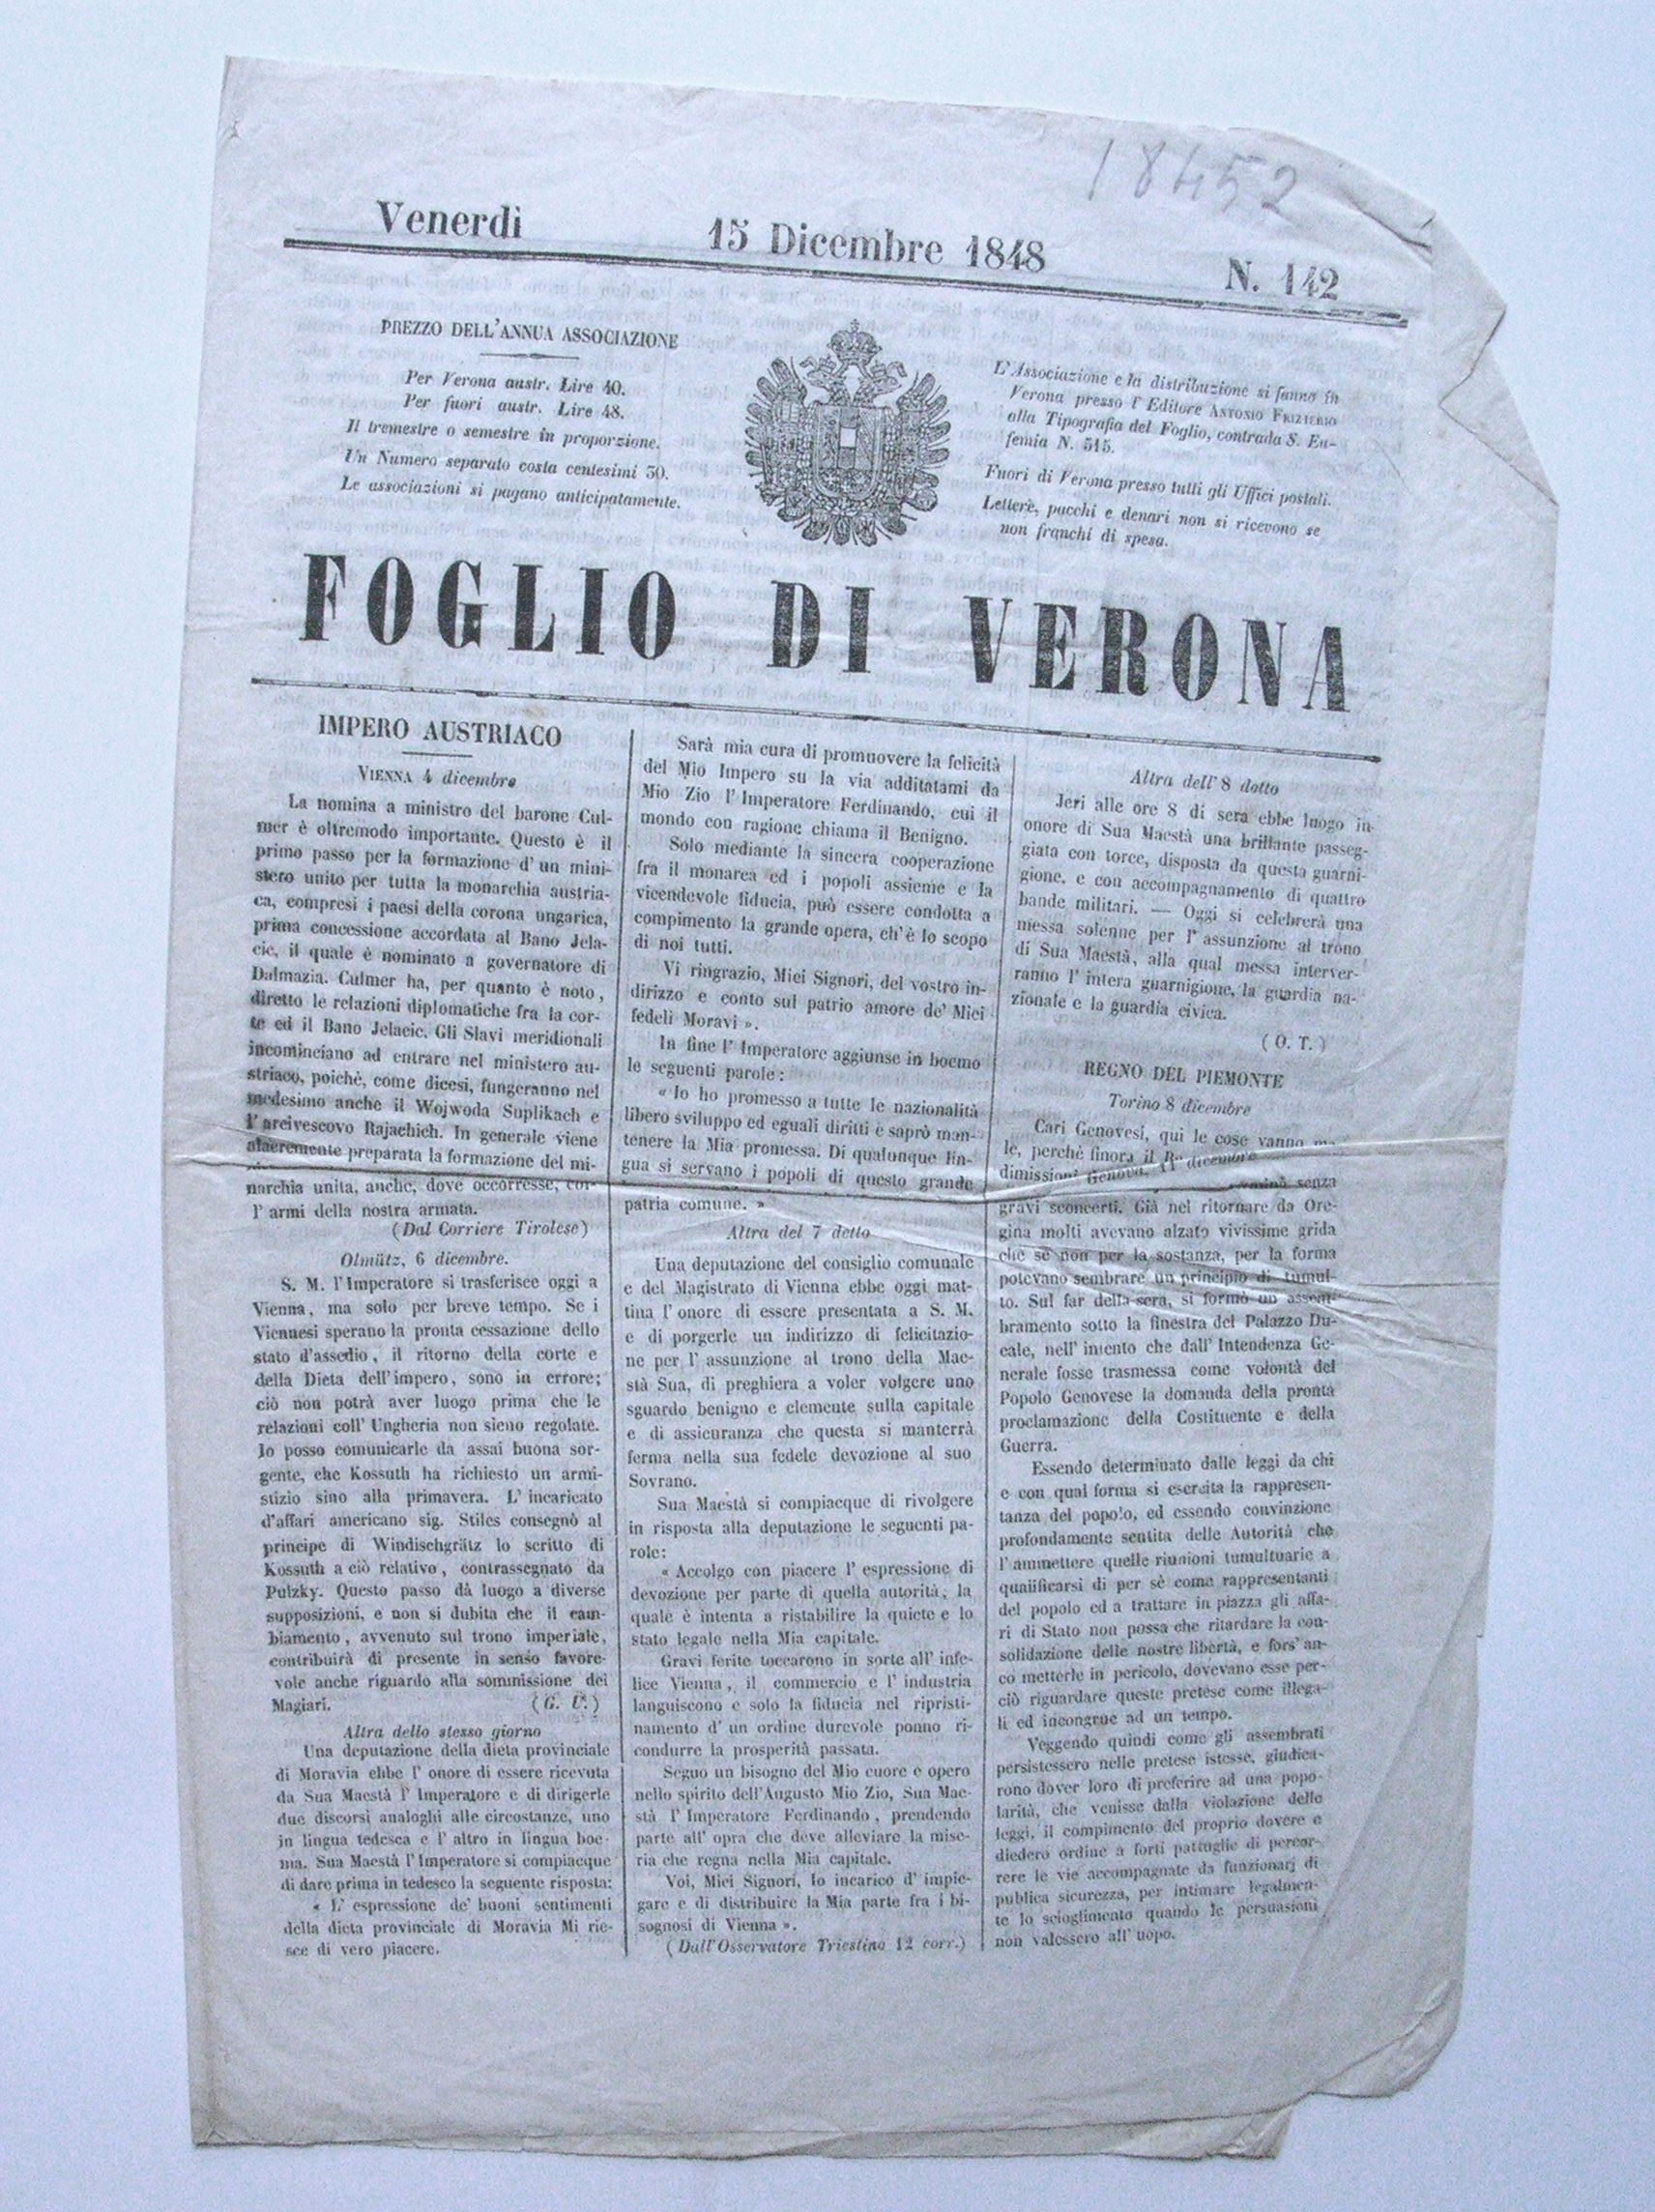 18452
Venerdì 15 Dicembre 1848 N. 142
PREZZO DELL'ANNUA ASSOCIAZIONE
Per Verona austr. Lire 40.
Per fuori austr. Lire 48.
Il tremestre o semestre in proporzione.
Un Numero separato costa centesimi 30.
Le associazioni si pagano anticipatamente.
L'Associazione e la distribuzione si fanno in
Verona presso l'Editore ANTONIO FRIZIERIO
alla Tipografia del Foglio, contrada S. Eu-
femia N. 515.
Fuori di Verona presso tutti gli Uffici postali.
Lettere, pacchi e denari non si ricevono se
non franchi di spesa.
FOGLIO DI VERONA
IMPERO AUSTRIACO
VIENNA 4 dicembre
La nomina a ministro del barone Cul-
mer è oltremodo importante. Questo è il
primo passo per la formazione d' un mini-
stero unito per tutta la monarchia austria-
ca, compresi i paesi della corona ungarica,
prima concessione accordata al Bano Jela-
cic, il quale è nominato a governatore di
Dalmazia. Culmer ha, per quanto è noto,
diretto le relazioni diplomatiche fra la cor-
te ed il Bano Jelacic. Gli Slavi meridionali
incominciano ad entrare nel ministero au-
striaco, poichè, come dicesi, fungeranno nel
medesimo anche il Wojwoda Suplikach e
l'arcivescovo Rajachich. In generale viene
alacremente preparata la formazione del mi-
narchia unita, anche, dove occorresse, con-
l' armi della nostra armata.
(Dal Corriere Tirolese)
Olmütz, 6 dicembre.
S. M. l'Imperatore si trasferisce oggi a
Vienna, ma solo per breve tempo. Se i
Viennesi sperano la pronta cessazione dello
stato d'assedio, il ritorno della corte e
della Dieta dell'impero, sono in errore;
ciò non potrà aver luogo prima che le
relazioni coll' Ungheria non sieno regolate.
Io posso comunicarle da assai buona sor-
gente, che Kossuth ha richiesto un armi-
stizio sino alla primavera. L' incaricato
d'affari americano sig. Stiles consegnò al
principe di Windischgrätz lo scritto di
Kossuth a ciò relativo, contrassegnato da
Pulzky. Questo passo dà luogo a diverse
supposizioni, e non si dubita che il cam-
biamento, avvenuto sul trono imperiale,
contribuirà di presente in senso favore-
vole anche riguardo alla sommissione dei
Magiari. (G. U.)
Altra dello stesso giorno
Una deputazione della dieta provinciale
di Moravia ebbe l' onore di essere ricevuta
da Sua Maestà l' Imperatore e di dirigerle
due discorsi analoghi alle circostanze, uno
in lingua tedesca e l' altro in lingua boe-
ma. Sua Maestà l'Imperatore si compiacque
di dare prima in tedesco la seguente risposta:
« L' espressione de' buoni sentimenti
della dieta provinciale di Moravia Mi rie-
sce di vero piacere.
Sarà mia cura di promuovere la felicità
del Mio Impero su la via additatami da
Mio Zio l' Imperatore Ferdinando, cui il
mondo con ragione chiama il Benigno.
Solo mediante la sincera cooperazione
fra il monarca ed i popoli assieme e la
vicendevole fiducia, può essere condotta a
compimento la grande opera, ch'è lo scopo
di noi tutti.
Vi ringrazio, Miei Signori, del vostro in-
dirizzo e conto sul patrio amore de' Miei
fedeli Moravi ».
In fine l' Imperatore aggiunse in boemo
le seguenti parole:
« Io ho promesso a tutte le nazionalità
libero sviluppo ed eguali diritti e saprò man-
tenere la Mia promessa. Di qualunque lin-
gua si servano i popoli di questo grande
patria comune. »
Altra del 7 detto
Una deputazione del consiglio comunale
e del Magistrato di Vienna ebbe oggi mat-
tina l' onore di essere presentata a S. M.
e di porgerle un indirizzo di felicitazio-
ne per l' assunzione al trono della Mae-
stà Sua, di preghiera a voler volgere uno
sguardo benigno e clemente sulla capitale
e di assicuranza che questa si manterrà
ferma nella sua fedele devozione al suo
Sovrano.
Sua Maestà si compiacque di rivolgere
in risposta alla deputazione le seguenti pa-
role:
« Accolgo con piacere l' espressione di
devozione per parte di quella autorità, la
quale è intenta a ristabilire la quiete e lo
stato legale nella Mia capitale.
Gravi ferite toccarono in sorte all' infe-
lice Vienna, il commercio e l' industria
languiscono e solo la fiducia nel ripristi-
namento d' un ordine durevole ponno ri-
condurre la prosperità passata.
Seguo un bisogno del Mio cuore e opero
nello spirito dell'Augusto Mio Zio, Sua Mae-
stà l' Imperatore Ferdinando, prendendo
parte all' opra che deve alleviare la mise-
ria che regna nella Mia capitale.
Voi, Miei Signori, Io incarico d' impie-
gare e di distribuire la Mia parte fra i bi-
sognosi di Vienna ».
(Dall'Osservatore Triestino 12 corr.)
Altra dell' 8 dotto
Jeri alle ore 8 di sera ebbe luogo in
onore di Sua Maestà una brillante passeg-
giata con torce, disposta da questa guarni-
gione, e con accompagnamento di quattro
bande militari. — Oggi si celebrerà una
messa solenne per l' assunzione al trono
di Sua Maestà, alla qual messa interver-
ranno l' intera guarnigione, la guardia na-
zionale e la guardia civica.
(O. T.)
REGNO DEL PIEMONTE
Torino 8 dicembre
Cari Genovesi, qui le cose vanno ma-
le, perchè finora il
dimissioni Genova, 11 dicembre
senza
gravi sconcerti. Già nel ritornare da Ore-
gina molti avevano alzato vivissime grida
che se non per la sostanza, per la forma
potevano sembrare un principio di tumul-
to. Sul far della sera, si formò un assem-
bramento sotto la finestra del Palazzo Du-
cale, nell' intento che dall' Intendenza Ge-
nerale fosse trasmessa come volontà del
Popolo Genovese la domanda della pronta
proclamazione della Costituente e della
Guerra.
Essendo determinato dalle leggi da chi
e con qual forma si esercita la rappresen-
tanza del popolo, ed essendo convinzione
profondamente sentita delle Autorità che
l' ammettere quelle riunioni tumultuarie a
qualificarsi di per sè come rappresentanti
del popolo ed a trattare in piazza gli affa-
ri di Stato non possa che ritardare la con-
solidazione delle nostre libertà, e fors' an-
co metterle in pericolo, dovevano esse per-
ciò riguardare queste pretese come illega-
li ed incongrue ad un tempo.
Veggendo quindi come gli assembrati
persistessero nelle pretese istesse, giudica-
rono dover loro di preferire ad una popo-
larità, che venisse dalla violazione delle
leggi, il compimento del proprio dovere e
diedero ordine a forti pattuglie di percor-
rere le vie accompagnate da funzionarj di
publica sicurezza, per intimare legalmen-
te lo scioglimento quando le persuasioni
non valessero all' uopo.